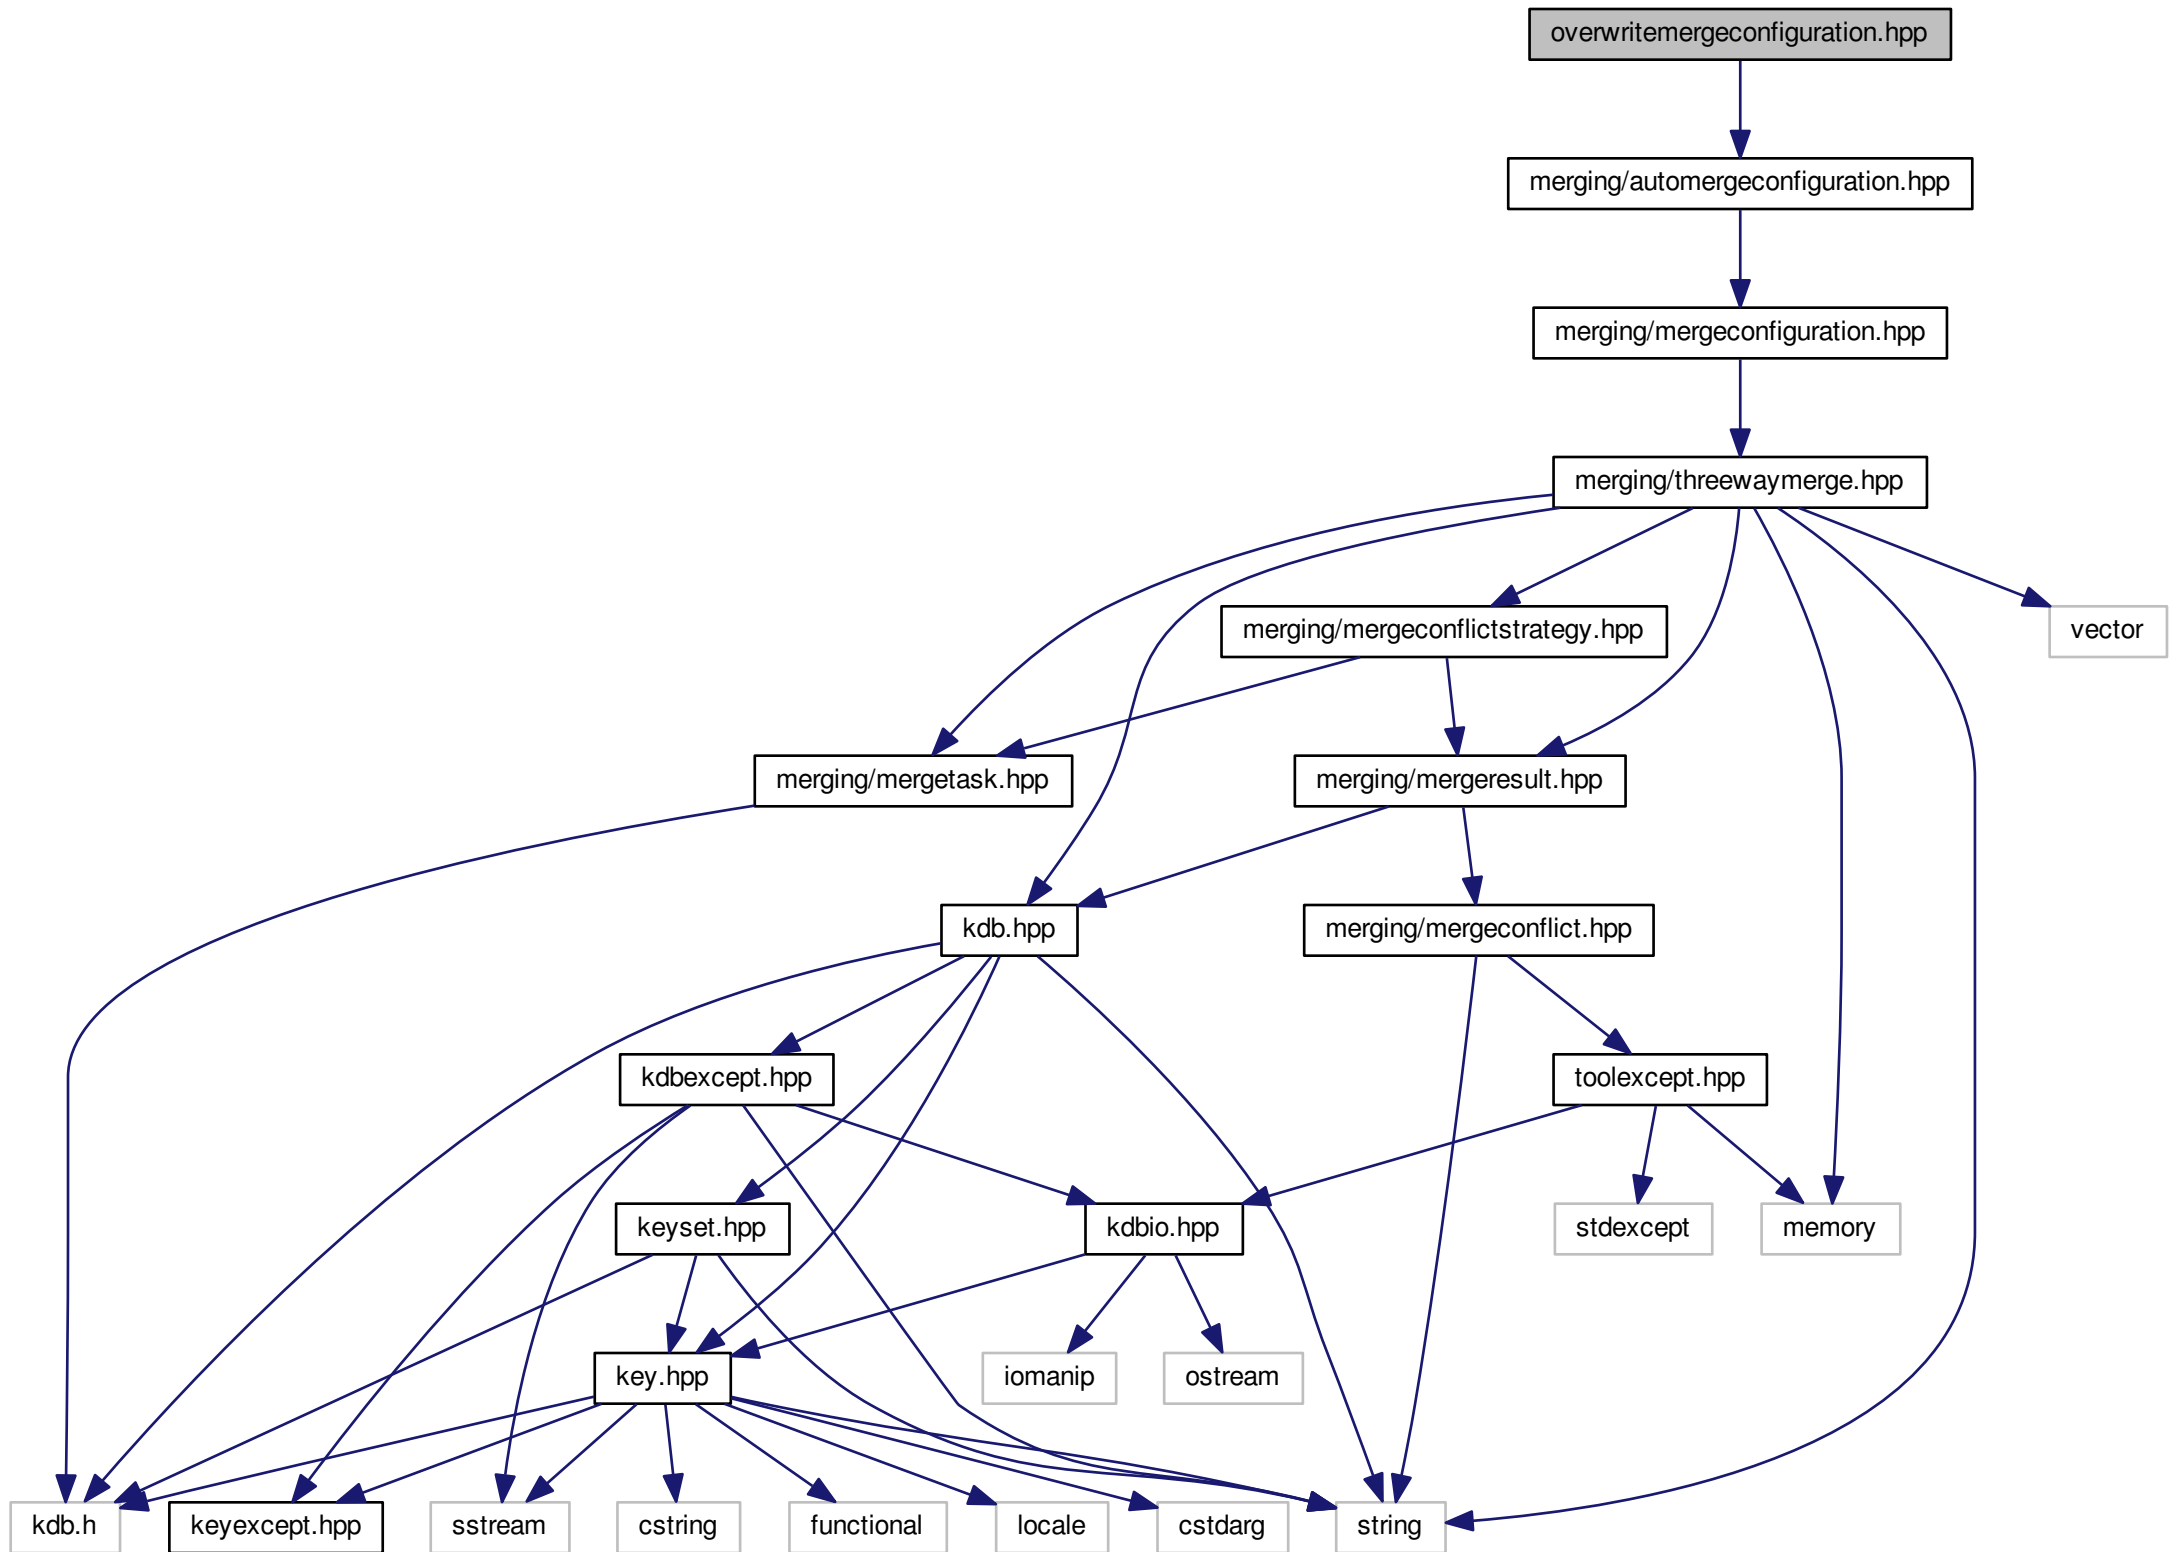 overwritemergeconfiguration.hpp
merging/automergeconfiguration.hpp
merging/mergeconfiguration.hpp
merging/threewaymerge.hpp
merging/mergeconflictstrategy.hpp
vector
merging/mergetask.hpp
merging/mergeresult.hpp
kdb.hpp
merging/mergeconflict.hpp
kdbexcept.hpp
toolexcept.hpp
keyset.hpp
kdbio.hpp
stdexcept
memory
key.hpp
iomanip
ostream
kdb.h
keyexcept.hpp
sstream
cstring
functional
locale
cstdarg
string